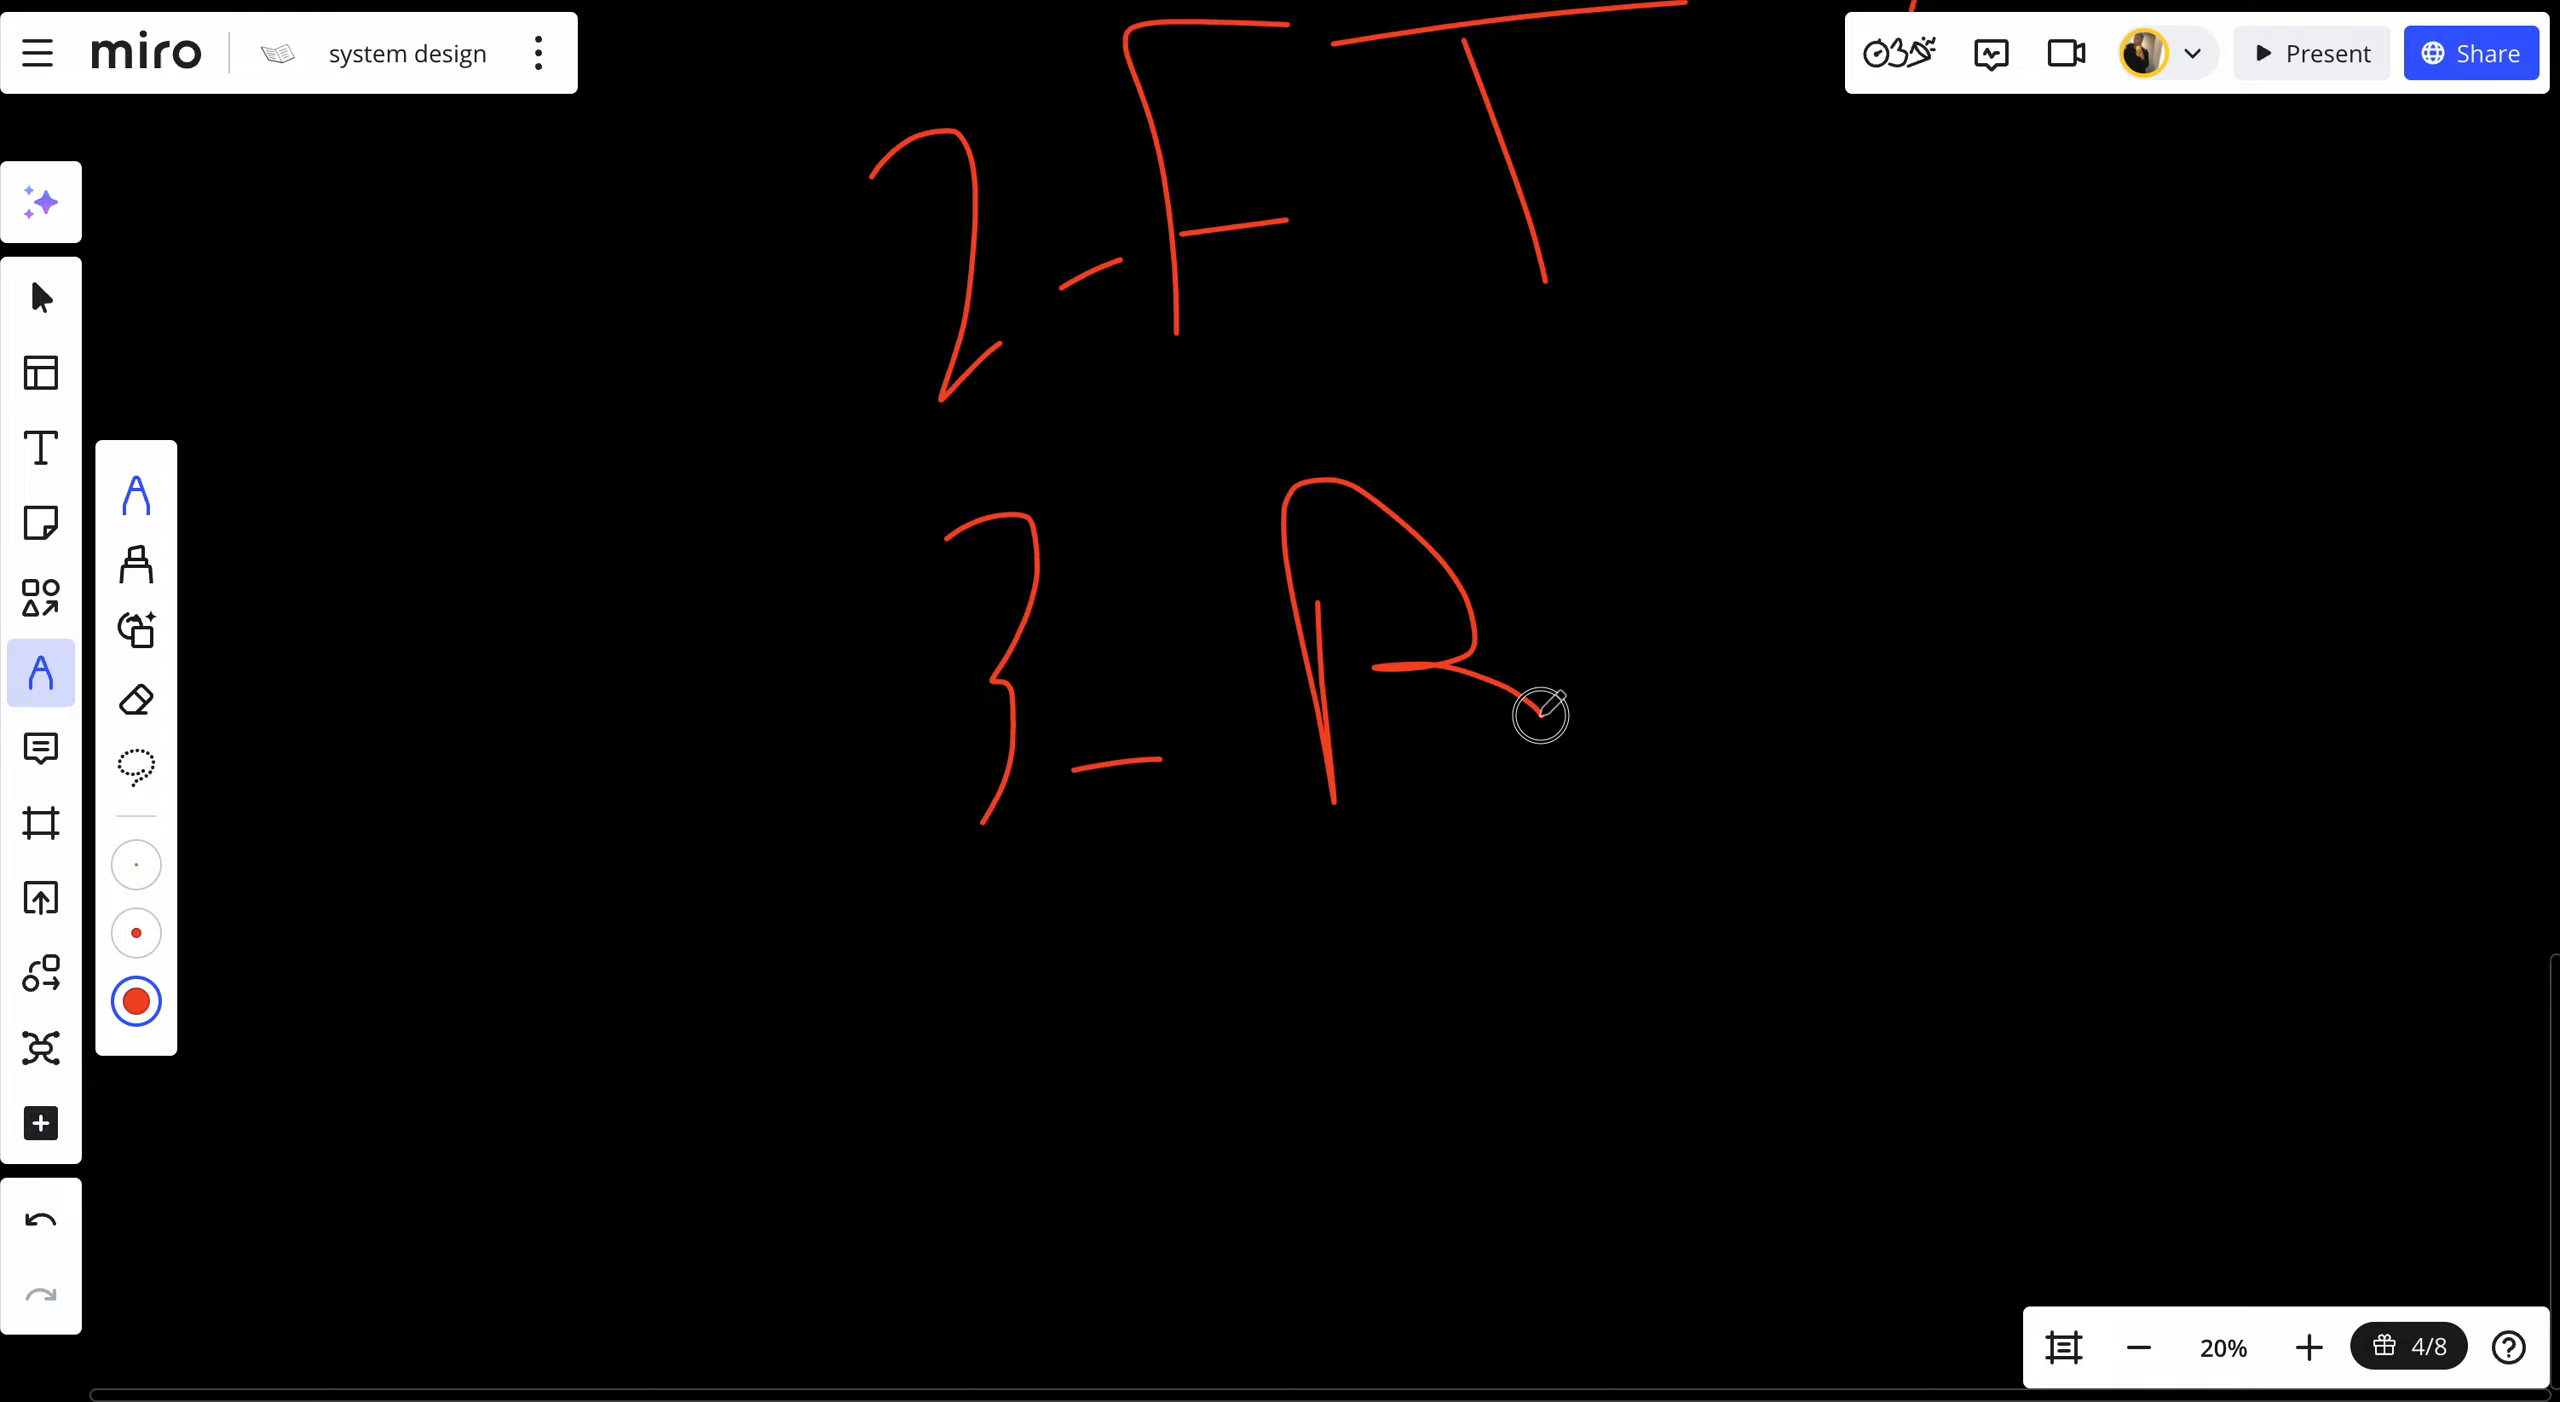 miro system design
Present Share
2 - FT
3 - R
20% 4/8